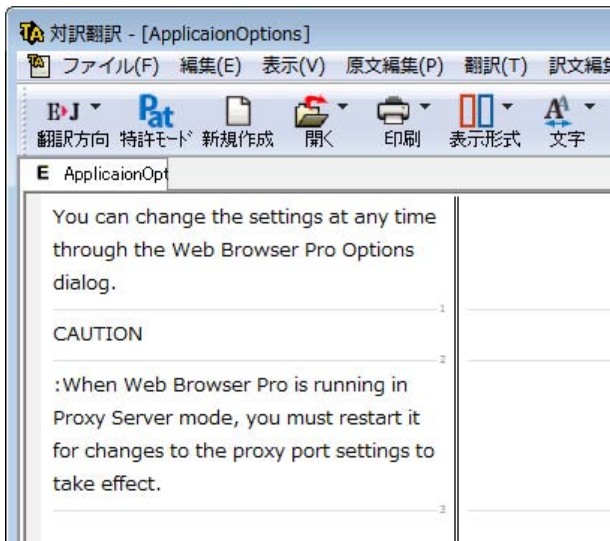 対訳翻訳 - [ApplicaionOptions]
ファイル(F) 編集(E) 表示(V) 原文編集(P) 翻訳(T) 訳文編集
E▸J Pat A A
翻訳方向 特許モード 新規作成 開く 印刷 表示形式 文字
E ApplicaionOpt
You can change the settings at any time
through the Web Browser Pro Options
dialog.
1
CAUTION
2
:When Web Browser Pro is running in
Proxy Server mode, you must restart it
for changes to the proxy port settings to
take effect.
3